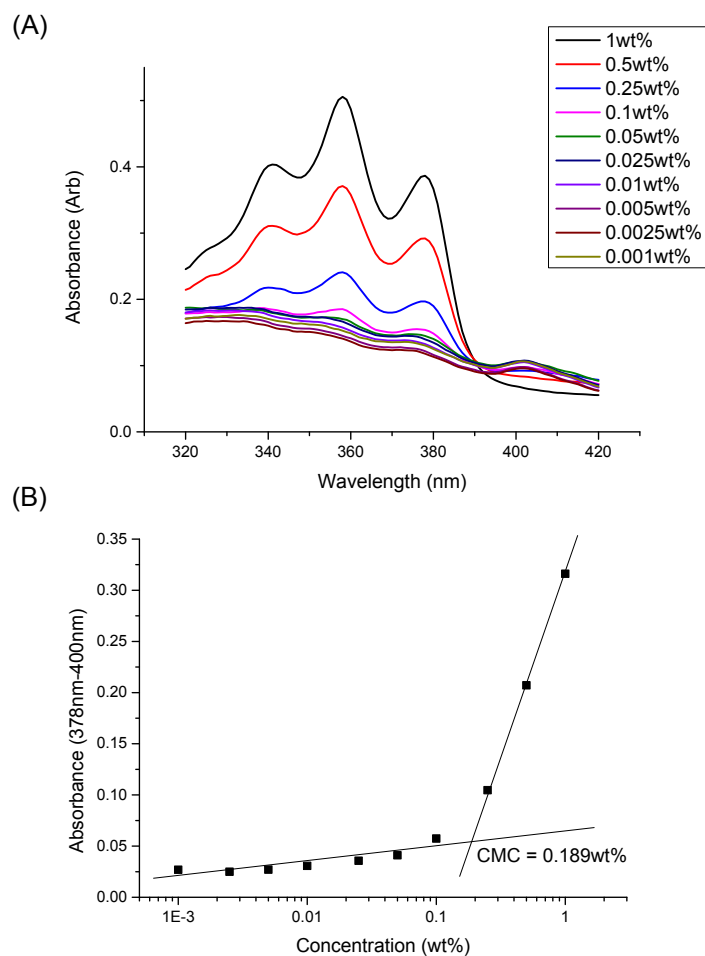 (A)
1wt%
0.5wt%
0.25wt%
0.1wt%
0.05wt%
0.025wt%
0.01wt%
0.005wt%
0.0025wt%
0.001wt%
Absorbance (Arb)
0.4
0.2
0.0
320
340
360
380
400
420
Wavelength (nm)
(B)
Absorbance (378nm-400nm)
0.35
0.30
0.25
0.20
0.15
0.10
0.05
0.00
CMC = 0.189wt%
1E-3
0.01
0.1
1
Concentration (wt%)